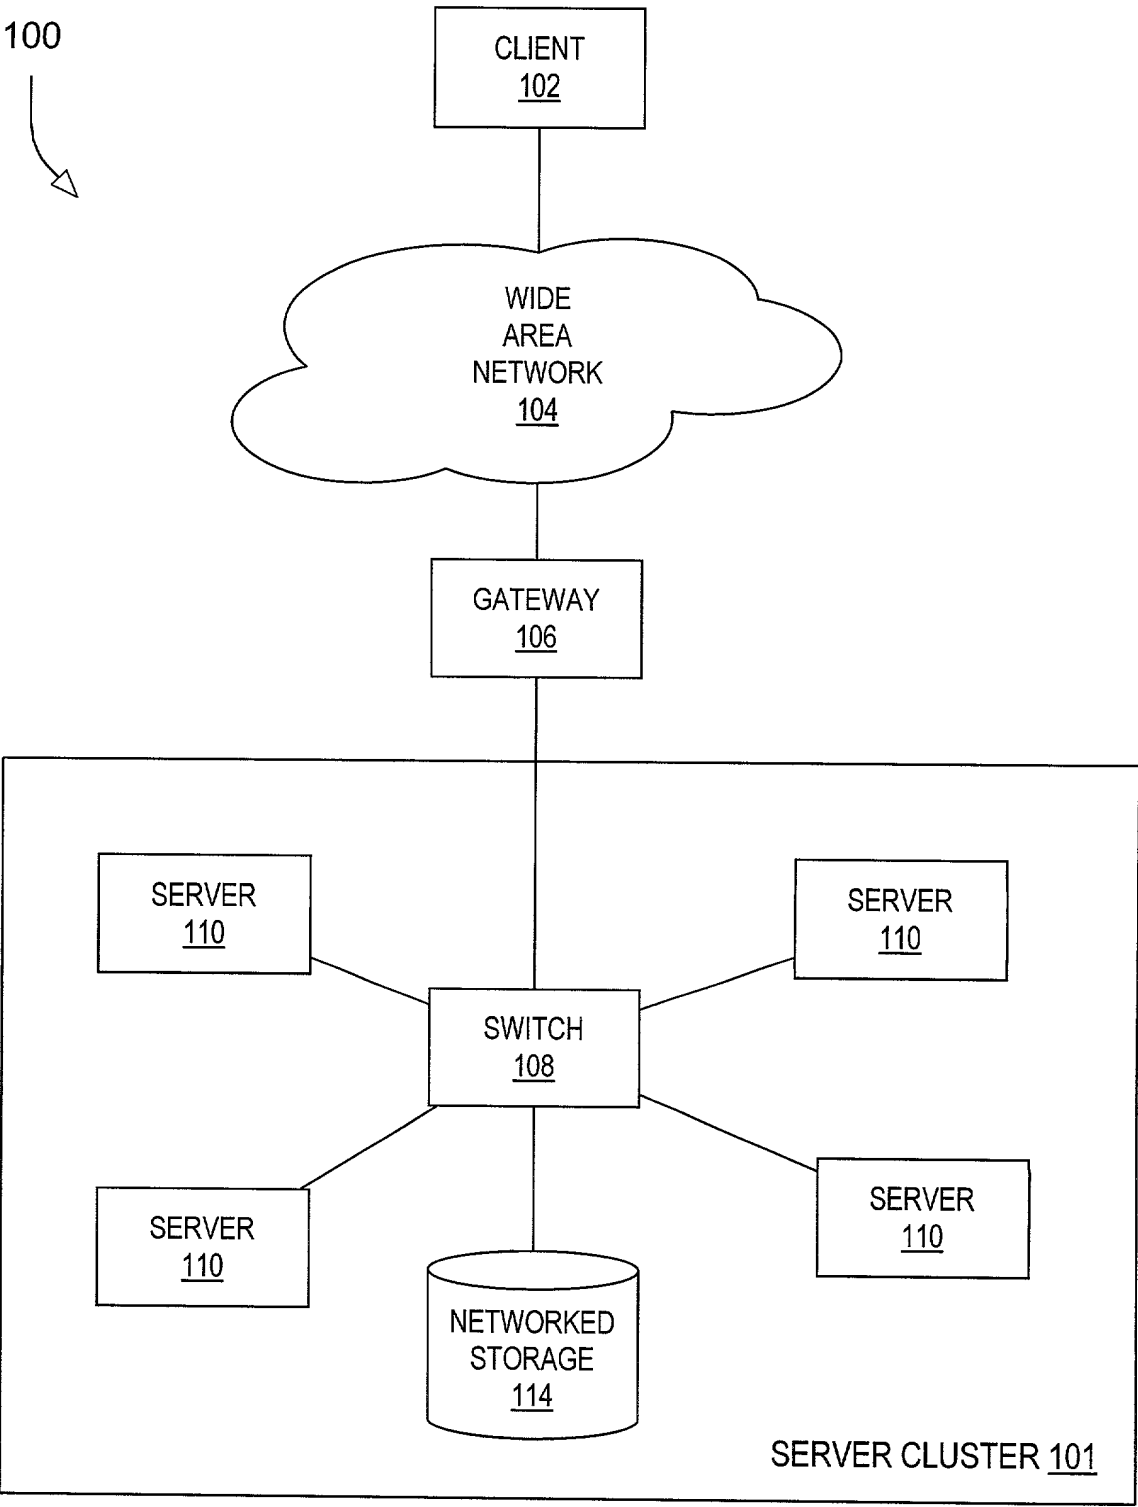 100
CLIENT
102
WIDE
AREA
NETWORK
104
GATEWAY
106
SERVER
110
SERVER
110
SWITCH
108
SERVER
110
SERVER
110
NETWORKED
STORAGE
114
SERVER CLUSTER 101